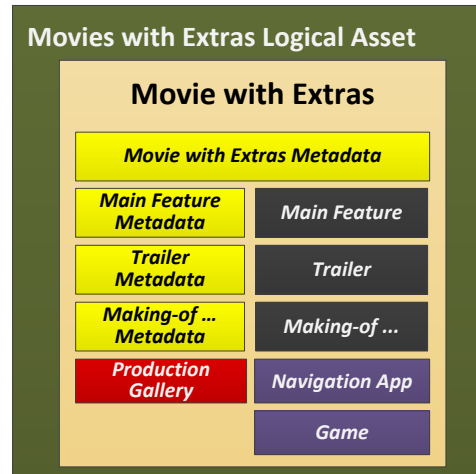 Movies with Extras Logical Asset
Movie with Extras
Movie with Extras Metadata
Main Feature
Metadata
Main Feature
Trailer
Metadata
Trailer
Making-of …
Metadata
Making-of ...
Production
Gallery
Navigation App
Game